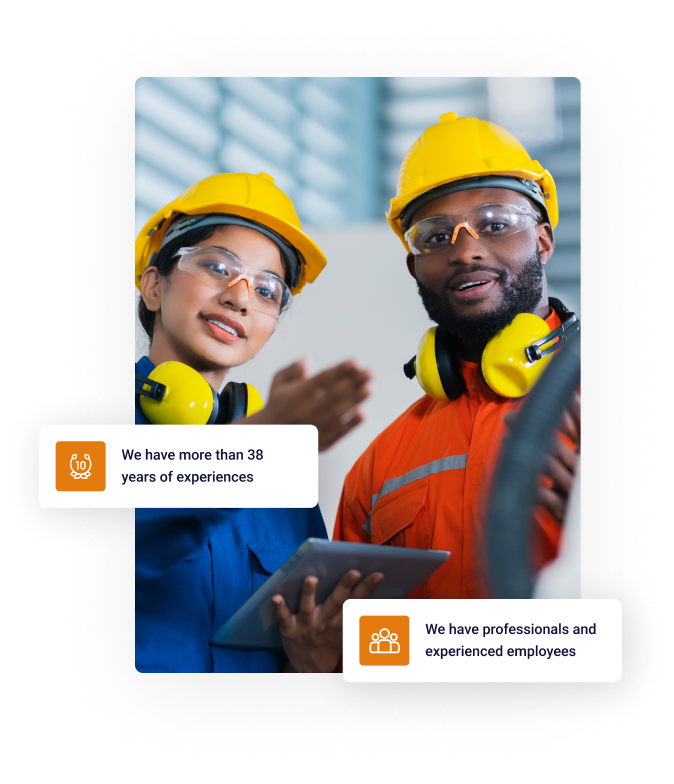 10
We have more than 38
years of experiences
We have professionals and
experienced employees